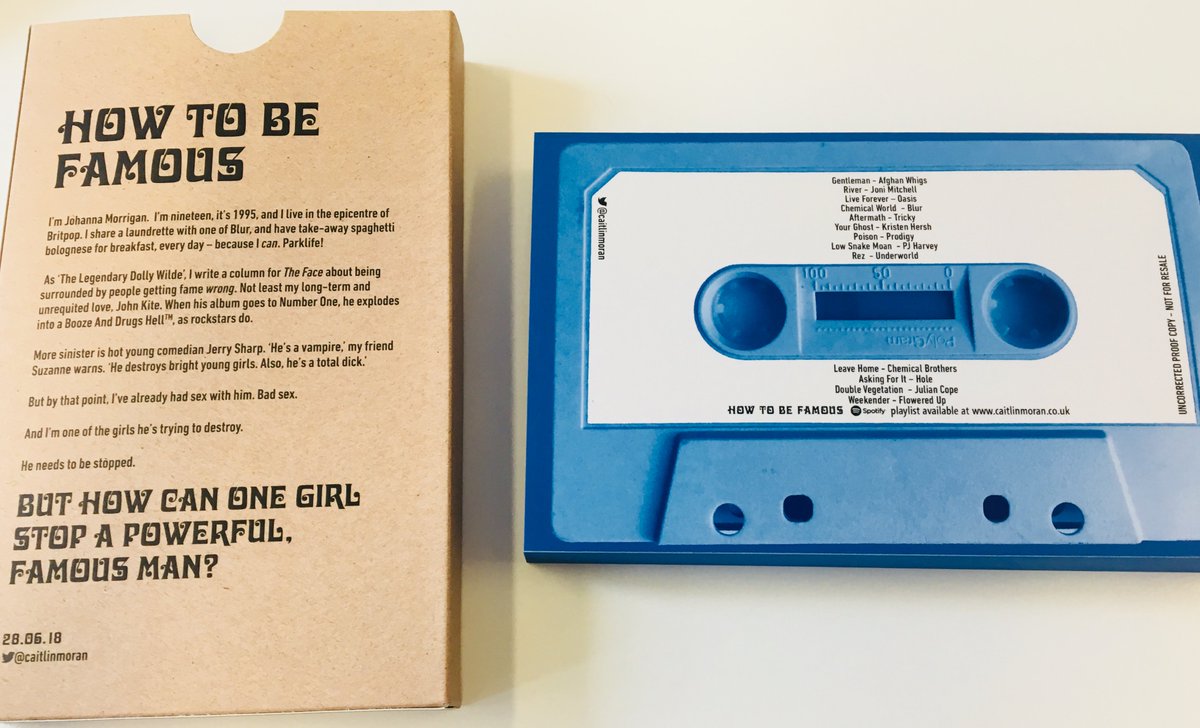 HOW TO BE
FAMOUS
I'm Johanna Morrigan. I'm nineteen, it's 1995, and I live in the epicentre of
Britpop. I share a laundrette with one of Blur, and have take-away spaghetti
bolognese for breakfast, every day – because I can. Parklife!
As 'The Legendary Dolly Wilde', I write a column for The Face about being
surrounded by people getting fame wrong. Not least my long-term and
unrequited love, John Kite. When his album goes to Number One, he explodes
into a Booze And Drugs Hell™, as rockstars do.
More sinister is hot young comedian Jerry Sharp. 'He's a vampire,' my friend
Suzanne warns. 'He destroys bright young girls. Also, he's a total dick.'
But by that point, I've already had sex with him. Bad sex.
And I'm one of the girls he's trying to destroy.
He needs to be stopped.
BUT HOW CAN ONE GIRL
STOP A POWERFUL,
FAMOUS MAN?
28.06.18
@caitlinmoran
@caitlinmoran
Gentleman – Afghan Whigs
River – Joni Mitchell
Live Forever – Oasis
Chemical World – Blur
Aftermath – Tricky
Your Ghost – Kristen Hersh
Poison – Prodigy
Low Snake Moan – PJ Harvey
Rez – Underworld
100 50 0
PolyGram
Leave Home – Chemical Brothers
Asking For It – Hole
Double Vegetation – Julian Cope
Weekender – Flowered Up
HOW TO BE FAMOUS Spotify playlist available at www.caitlinmoran.co.uk
UNCORRECTED PROOF COPY – NOT FOR RESALE